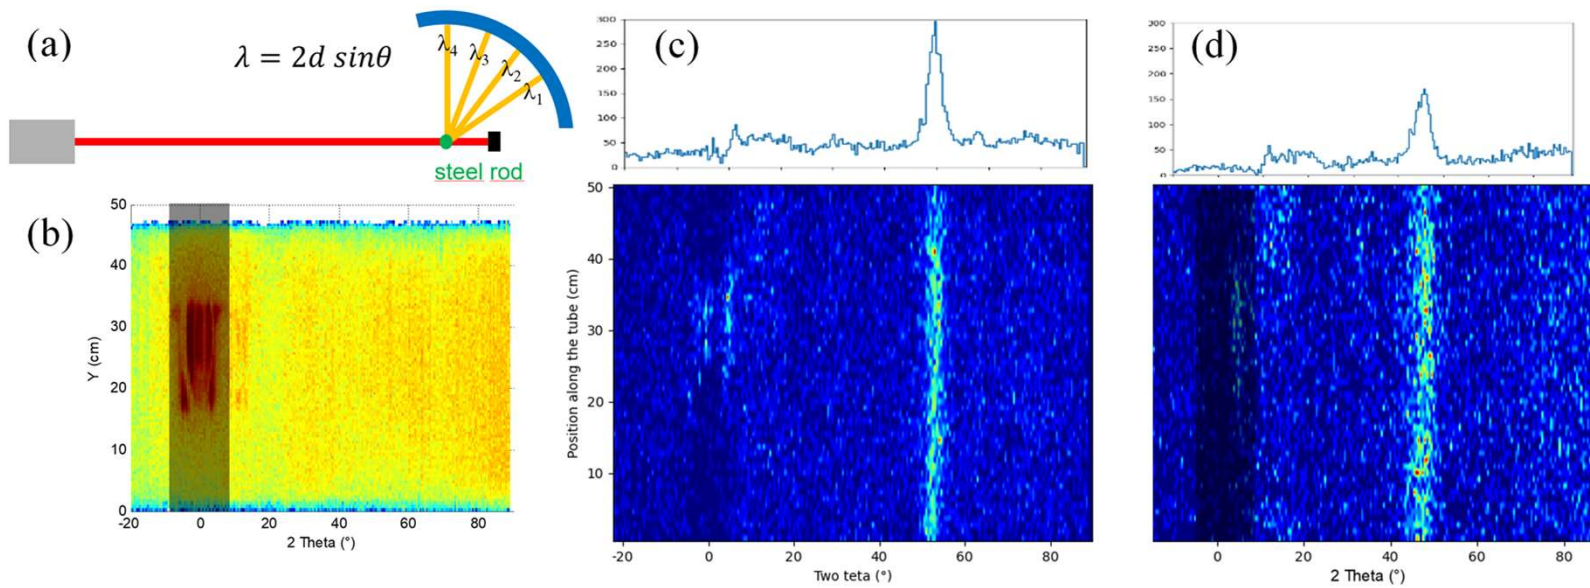 (a)
λ = 2d sinθ
λ4
λ3
λ2
λ1
steel rod
(b)
50
40
30
20
10
0
Y (cm)
-20
0
20
40
60
80
2 Theta (°)
(c)
300
250
200
150
100
50
0
50
40
30
20
10
Position along the tube (cm)
-20
0
20
40
60
80
Two teta (°)
(d)
300
250
200
150
100
50
0
0
20
40
60
80
2 Theta (°)